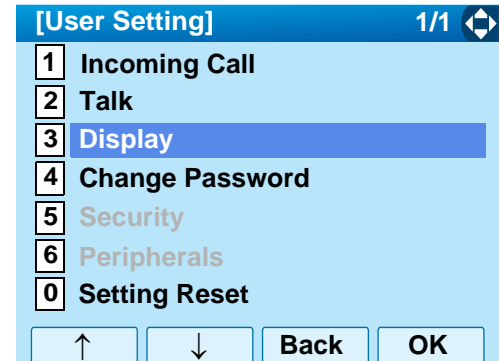 [User Setting] 1/1
1 Incoming Call
2 Talk
3 Display
4 Change Password
5 Security
6 Peripherals
0 Setting Reset
↑ ↓ Back OK